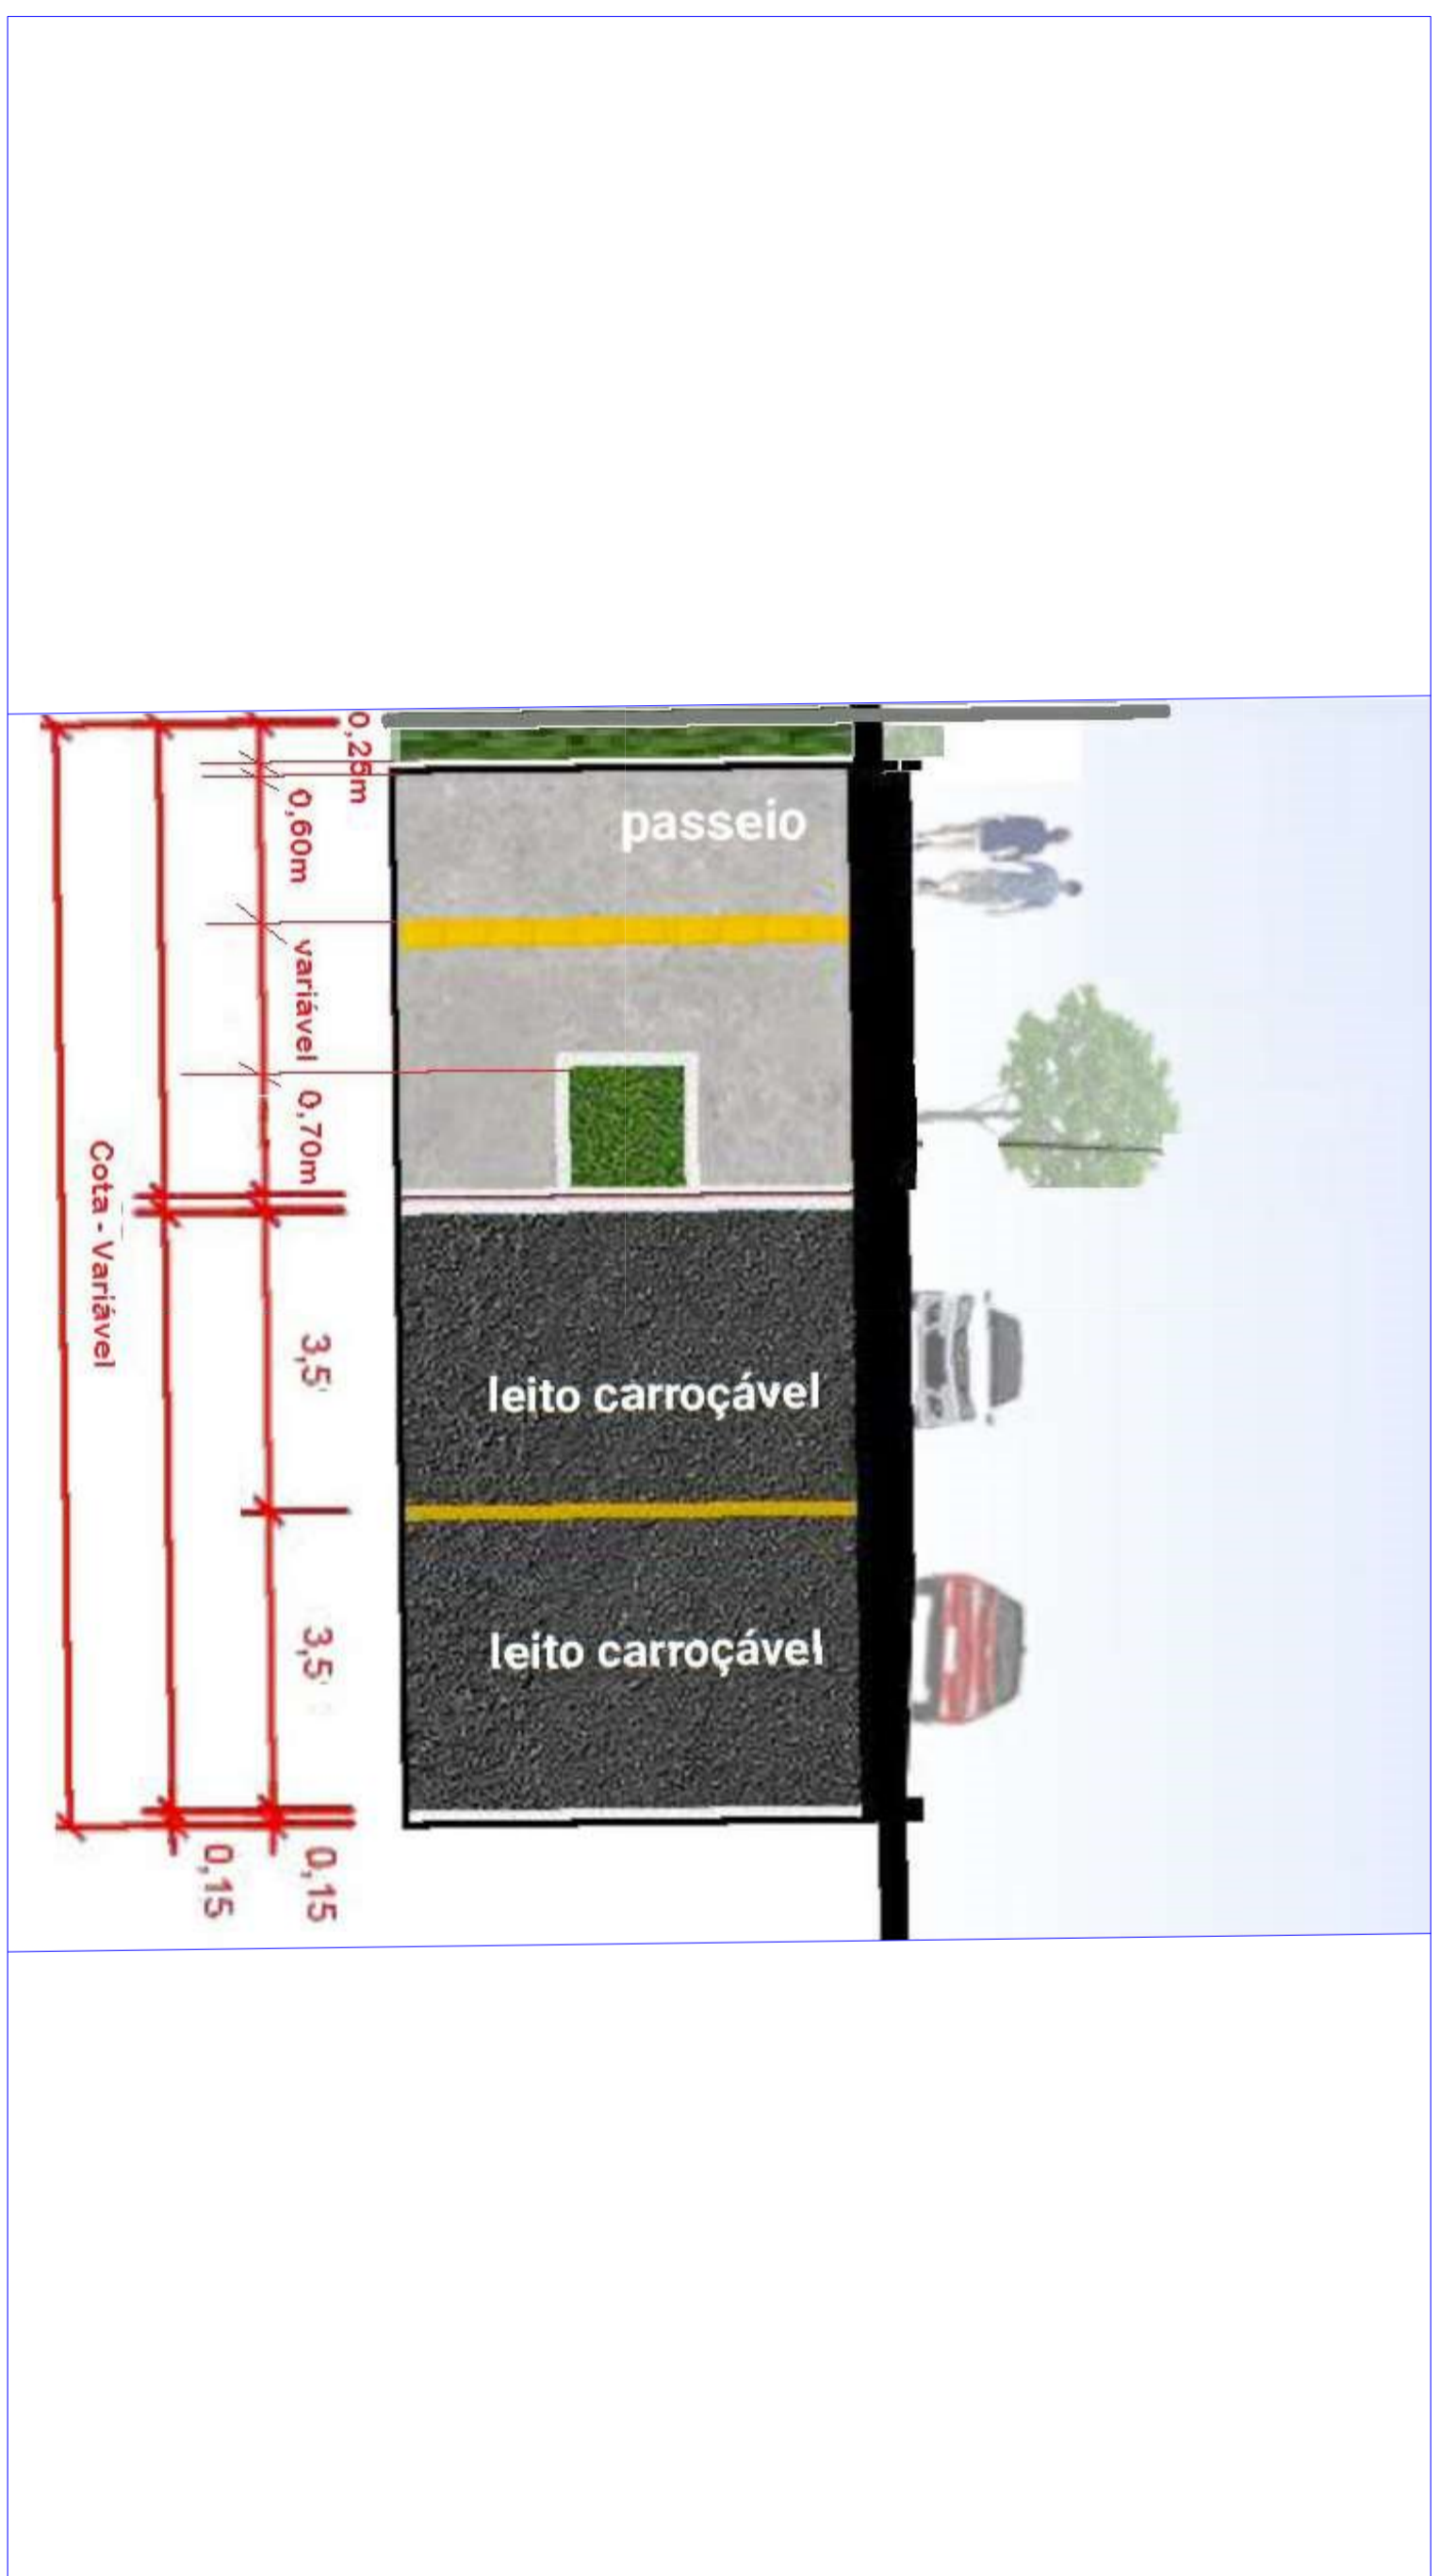 0,25m
passeio
0,60m
variável
0,70m
Cota - Variável
3,5
leito carroçável
3,5
leito carroçável
0,15
0,15